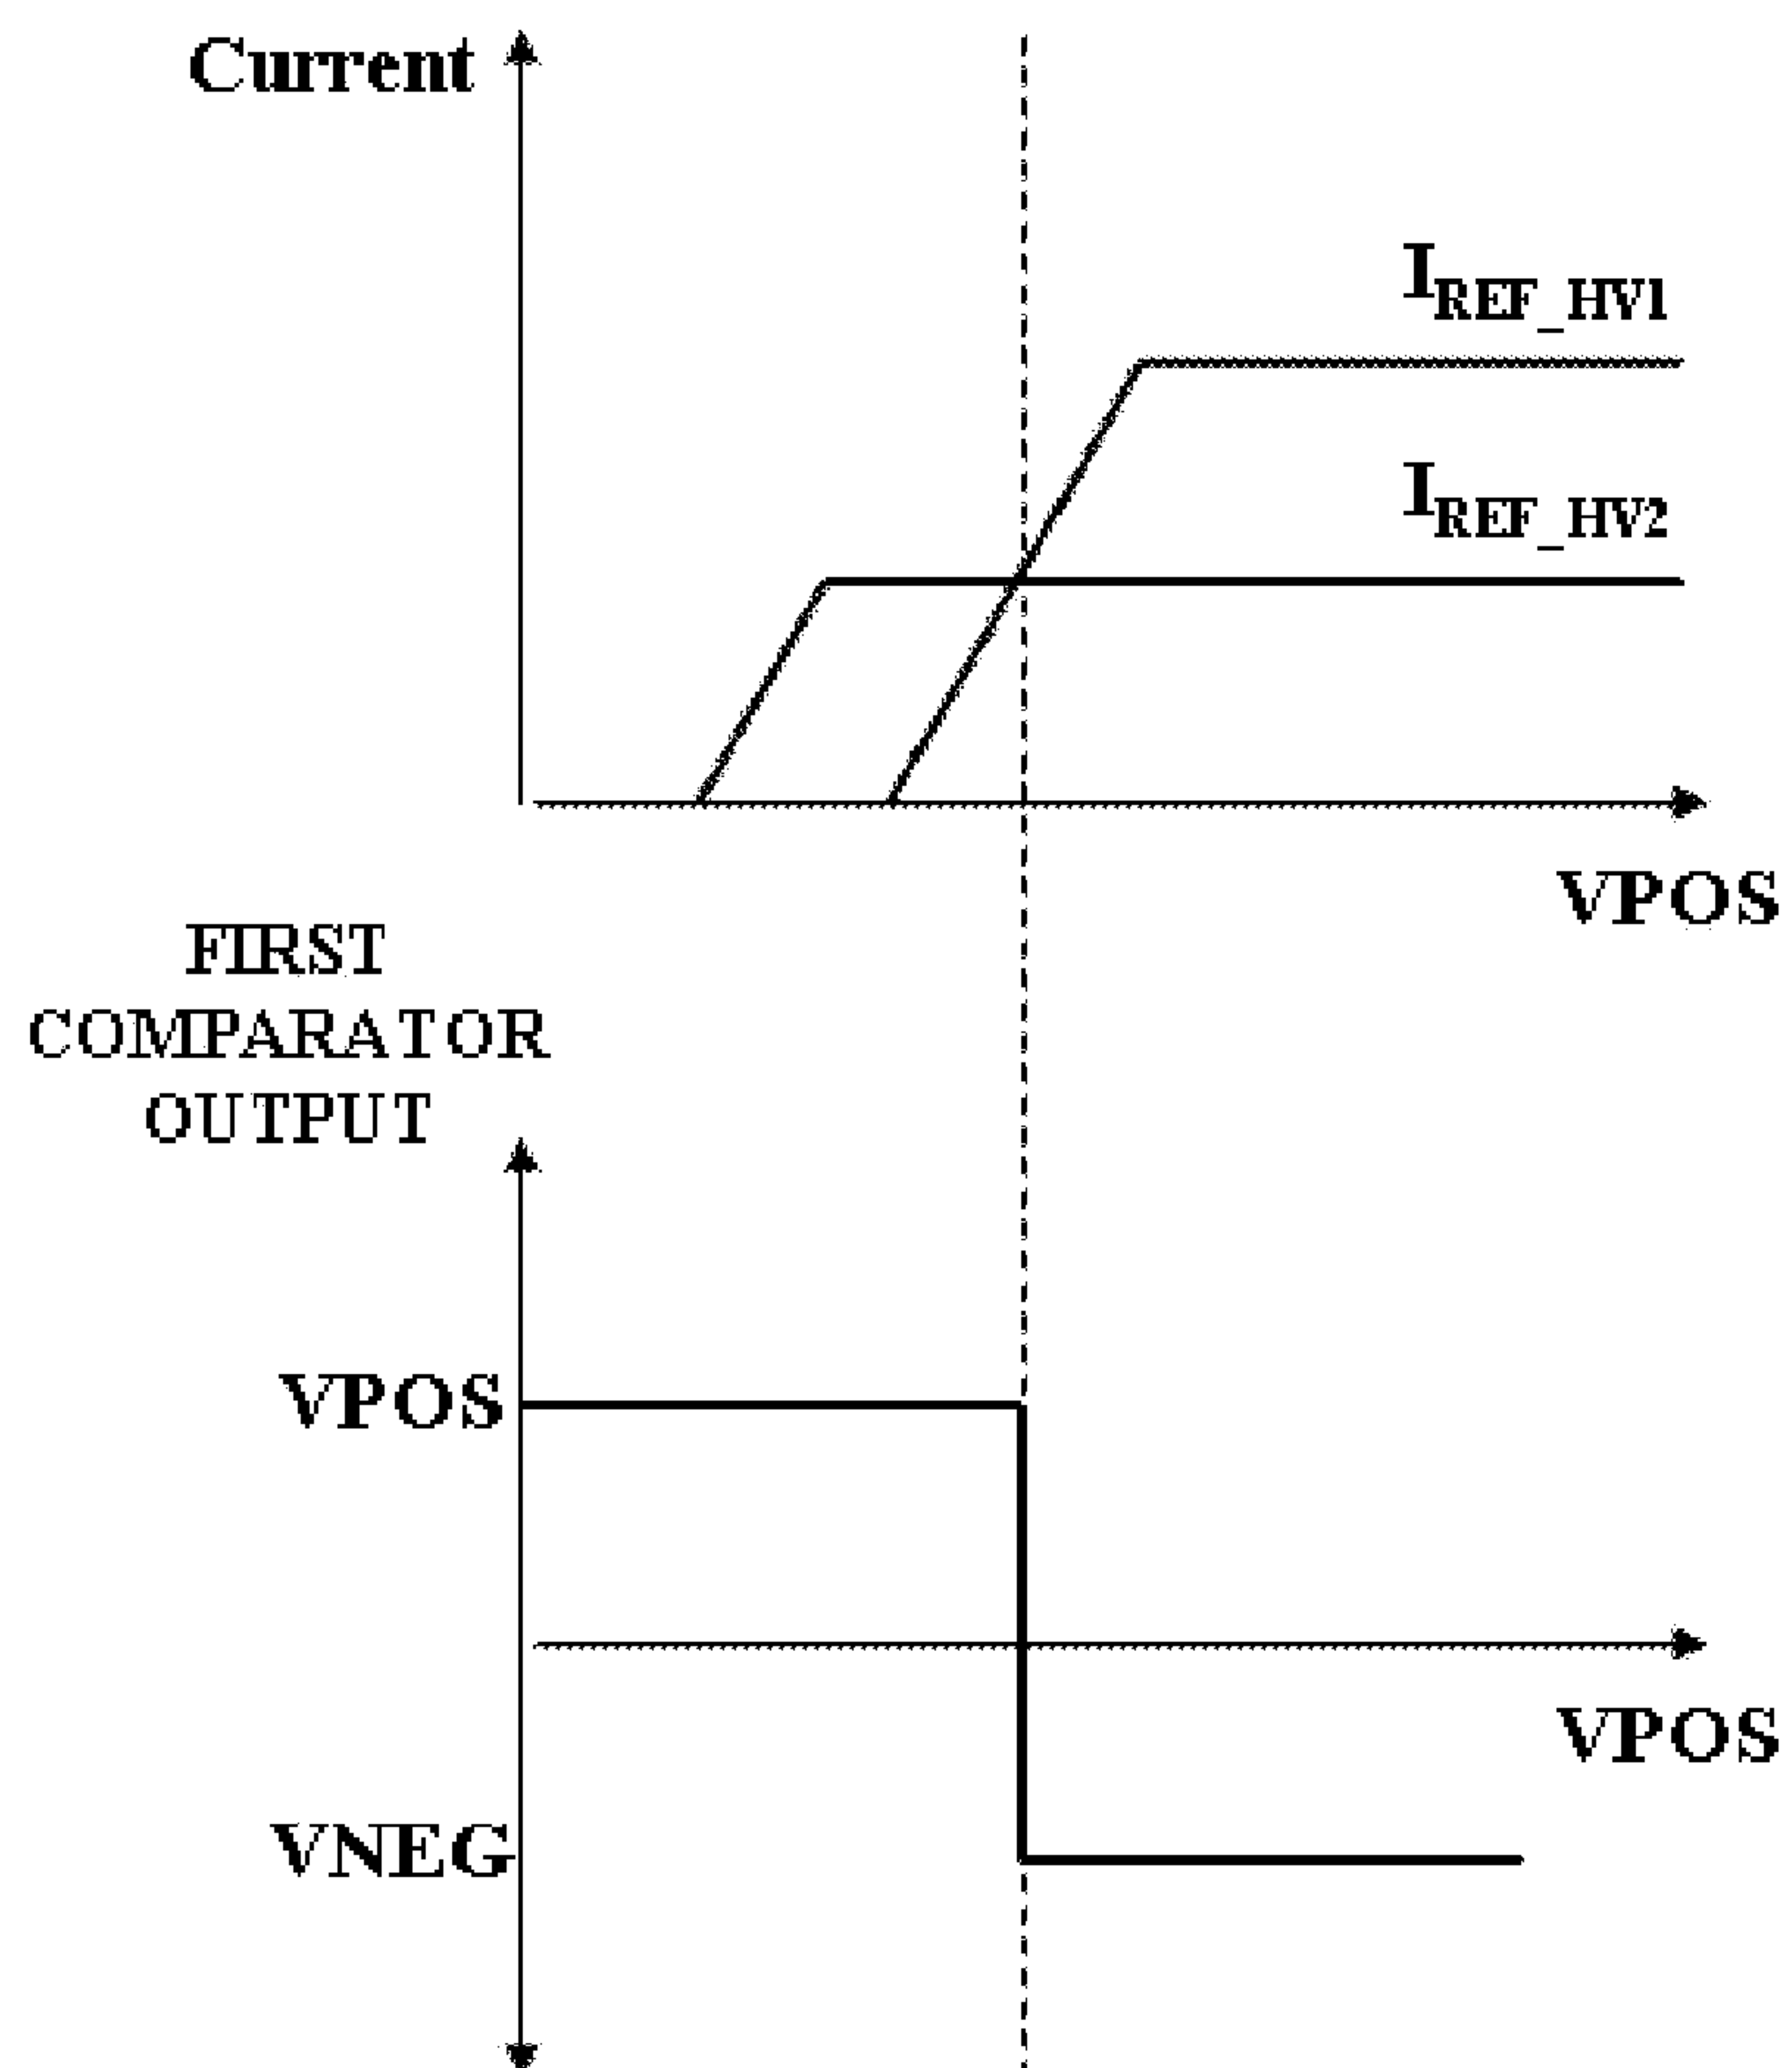 Current
IREF_HV1
IREF_HV2
VPOS
FIRST
COMPARATOR
OUTPUT
VPOS
VPOS
VNEG